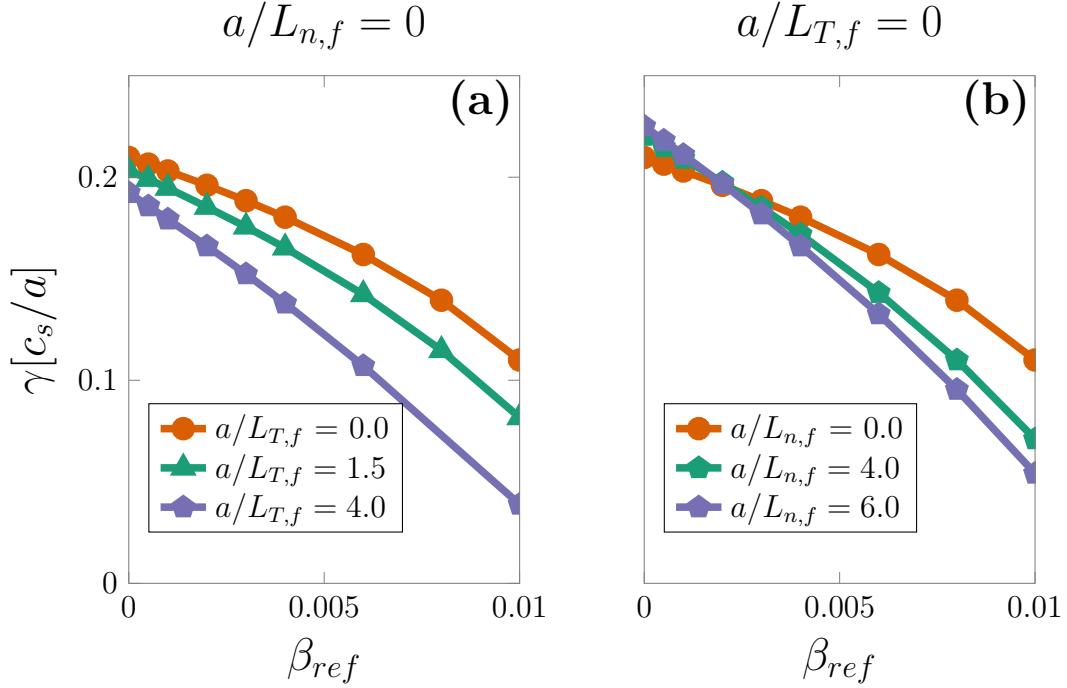 a/L_{n,f} = 0
a/L_{T,f} = 0
(a)
(b)
γ[c_s/a]
0.2
0.1
0
a/L_{T,f} = 0.0
a/L_{T,f} = 1.5
a/L_{T,f} = 4.0
a/L_{n,f} = 0.0
a/L_{n,f} = 4.0
a/L_{n,f} = 6.0
0 0.005 0.01
0 0.005 0.01
β_{ref}
β_{ref}